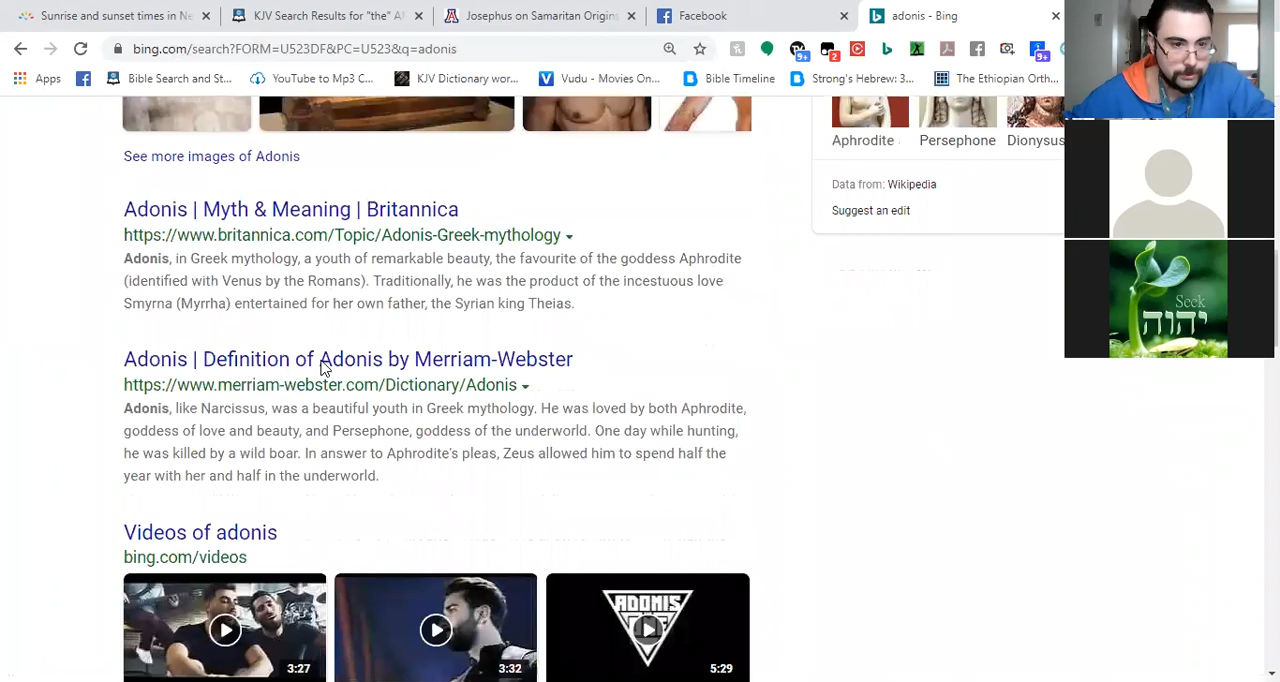 Sunrise and sunset times in Ne
KJV Search Results for "the" A
Josephus on Samaritan Origins
Facebook
adonis - Bing
bing.com/search?FORM=U523DF&PC=U523&q=adonis
9+
2
9+
Apps
Bible Search and St...
YouTube to Mp3 C...
KJV Dictionary wor...
Vudu - Movies On...
Bible Timeline
Strong's Hebrew: 3...
The Ethiopian Orth...
See more images of Adonis
Aphrodite
Persephone
Dionysus
Data from: Wikipedia
Suggest an edit
Adonis | Myth & Meaning | Britannica
https://www.britannica.com/Topic/Adonis-Greek-mythology
Adonis, in Greek mythology, a youth of remarkable beauty, the favourite of the goddess Aphrodite
(identified with Venus by the Romans). Traditionally, he was the product of the incestuous love
Smyrna (Myrrha) entertained for her own father, the Syrian king Theias.
Adonis | Definition of Adonis by Merriam-Webster
https://www.merriam-webster.com/Dictionary/Adonis
Adonis, like Narcissus, was a beautiful youth in Greek mythology. He was loved by both Aphrodite,
goddess of love and beauty, and Persephone, goddess of the underworld. One day while hunting,
he was killed by a wild boar. In answer to Aphrodite's pleas, Zeus allowed him to spend half the
year with her and half in the underworld.
Videos of adonis
bing.com/videos
3:27
3:32
ADONIS
5:29
Seek
יהוה